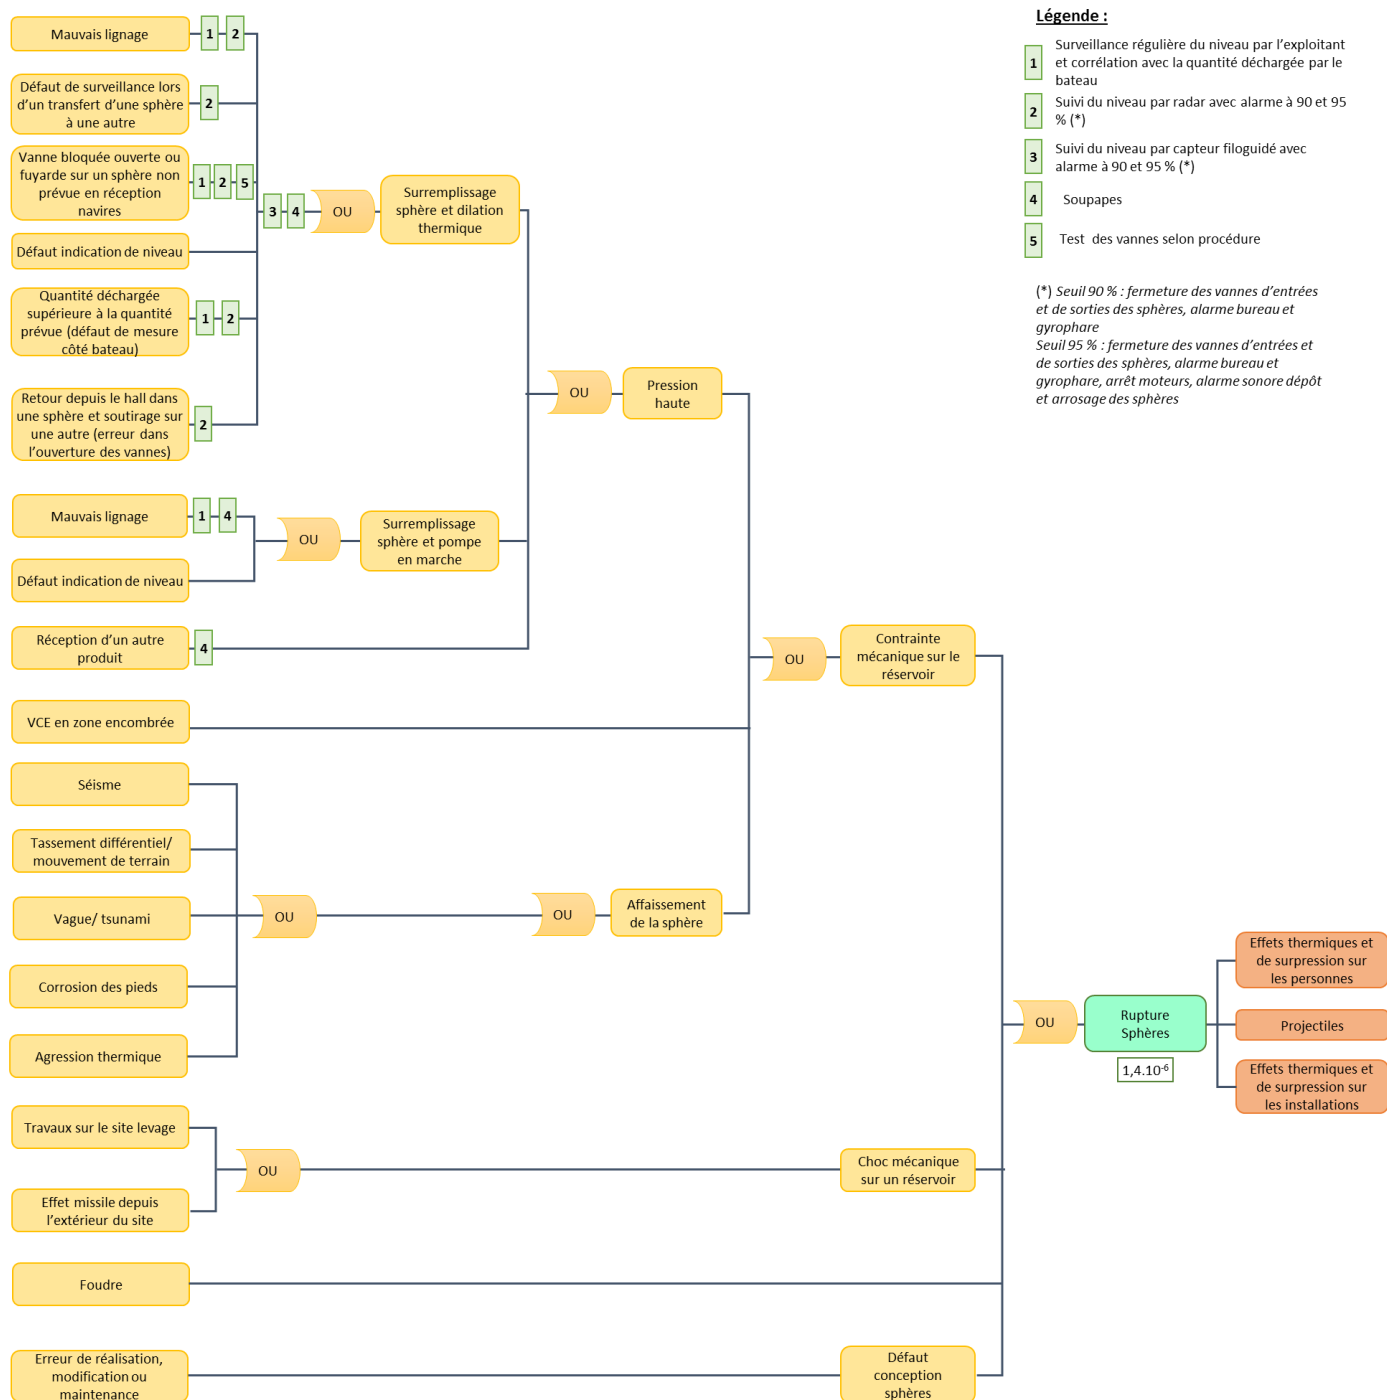 Légende :
1
Surveillance régulière du niveau par l’exploitant
et corrélation avec la quantité déchargée par le
bateau
2
Suivi du niveau par radar avec alarme à 90 et 95
% (*)
3
Suivi du niveau par capteur filoguidé avec
alarme à 90 et 95 % (*)
4
Soupapes
5
Test des vannes selon procédure
(*) Seuil 90 % : fermeture des vannes d’entrées
et de sorties des sphères, alarme bureau et
gyrophare
Seuil 95 % : fermeture des vannes d’entrées et
de sorties des sphères, alarme bureau et
gyrophare, arrêt moteurs, alarme sonore dépôt
et arrosage des sphères
Mauvais lignage
1 2
Défaut de surveillance lors
d’un transfert d’une sphère
à une autre
2
Vanne bloquée ouverte ou
fuyarde sur un sphère non
prévue en réception
navires
1 2 5
3 4
OU
Surremplissage
sphère et dilation
thermique
Défaut indication de niveau
Quantité déchargée
supérieure à la quantité
prévue (défaut de mesure
côté bateau)
1 2
Retour depuis le hall dans
une sphère et soutirage sur
une autre (erreur dans
l’ouverture des vannes)
2
OU
Pression
haute
Mauvais lignage
1 4
OU
Surremplissage
sphère et pompe
en marche
Défaut indication de niveau
Réception d’un autre
produit
4
OU
Contrainte
mécanique sur le
réservoir
VCE en zone encombrée
Séisme
Tassement différentiel/
mouvement de terrain
Vague/ tsunami
OU
OU
Affaissement
de la sphère
Corrosion des pieds
Agression thermique
OU
Rupture
Sphères
1,4.10-6
Effets thermiques et
de surpression sur
les personnes
Projectiles
Effets thermiques et
de surpression sur
les installations
Travaux sur le site levage
OU
Choc mécanique
sur un réservoir
Effet missile depuis
l’extérieur du site
Foudre
Erreur de réalisation,
modification ou
maintenance
Défaut
conception
sphères